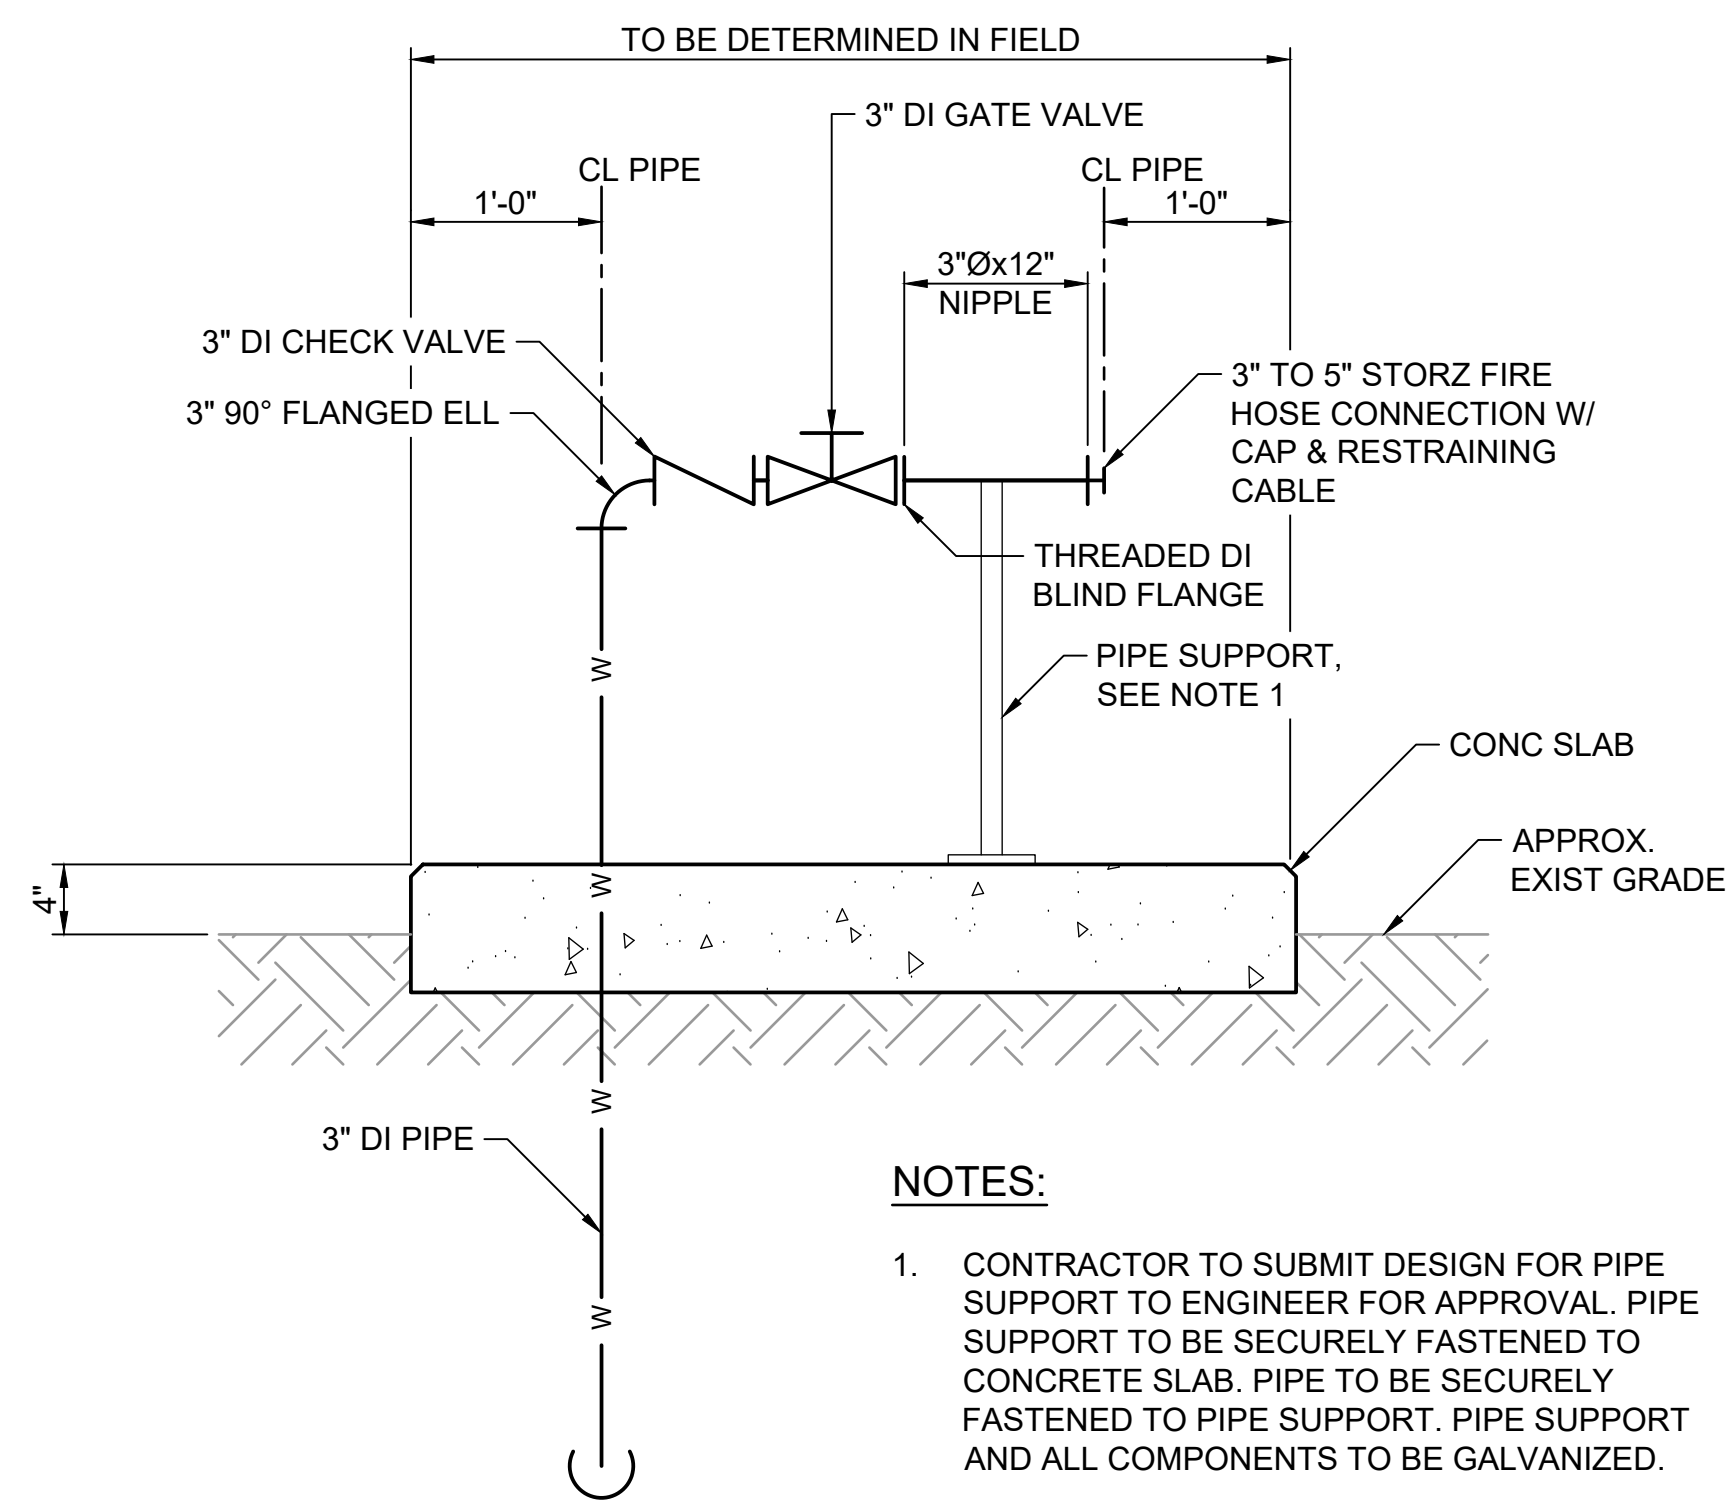 TO BE DETERMINED IN FIELD
3" DI GATE VALVE
CL PIPE
CL PIPE
1'-0"
1'-0"
3"Øx12"
NIPPLE
3" DI CHECK VALVE
3" 90° FLANGED ELL
3" TO 5" STORZ FIRE
HOSE CONNECTION W/
CAP & RESTRAINING
CABLE
THREADED DI
BLIND FLANGE
W
PIPE SUPPORT,
SEE NOTE 1
CONC SLAB
APPROX.
EXIST GRADE
4"
W
W
3" DI PIPE
W
NOTES:
1. CONTRACTOR TO SUBMIT DESIGN FOR PIPE
SUPPORT TO ENGINEER FOR APPROVAL. PIPE
SUPPORT TO BE SECURELY FASTENED TO
CONCRETE SLAB. PIPE TO BE SECURELY
FASTENED TO PIPE SUPPORT. PIPE SUPPORT
AND ALL COMPONENTS TO BE GALVANIZED.